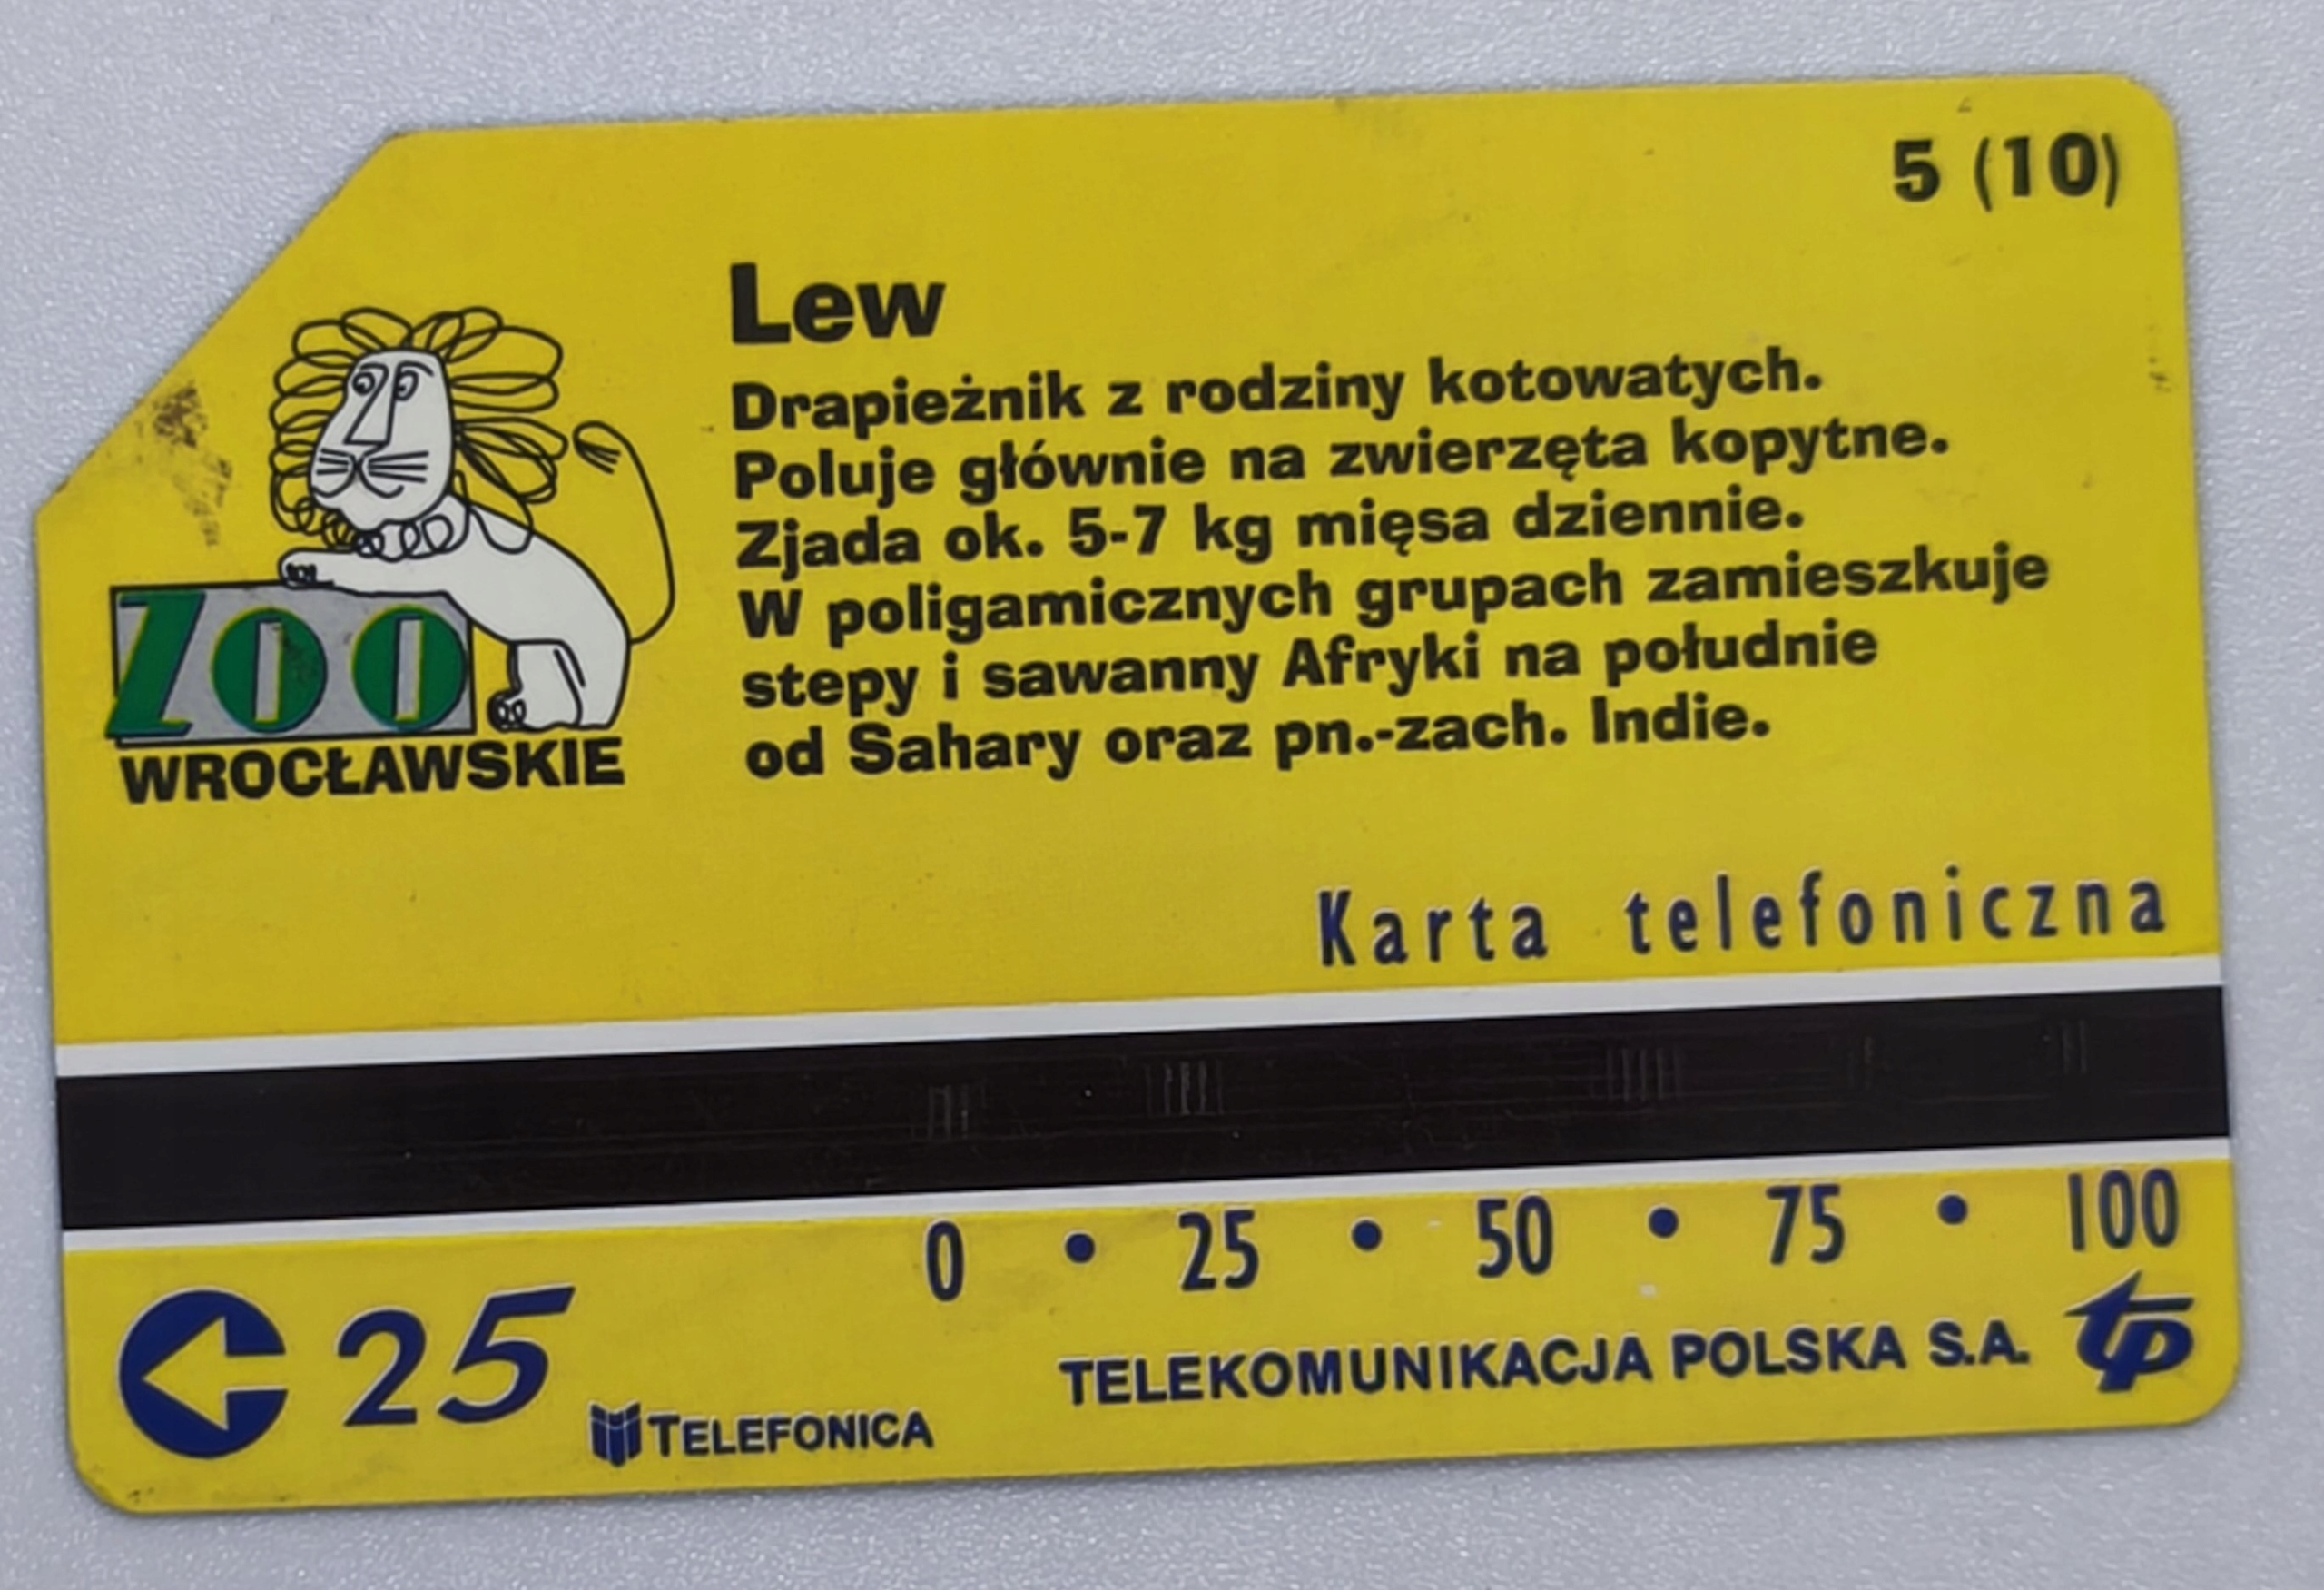 5 (10)
Lew
Drapieżnik z rodziny kotowatych.
Poluje głównie na zwierzęta kopytne.
Zjada ok. 5-7 kg mięsa dziennie.
W poligamicznych grupach zamieszkuje
stepy i sawanny Afryki na południe
od Sahary oraz pn.-zach. Indie.
ZOO
WROCŁAWSKIE
Karta telefoniczna
0 • 25 • 50 • 75 • 100
25
TELEFONICA
TELEKOMUNIKACJA POLSKA S.A.
tp